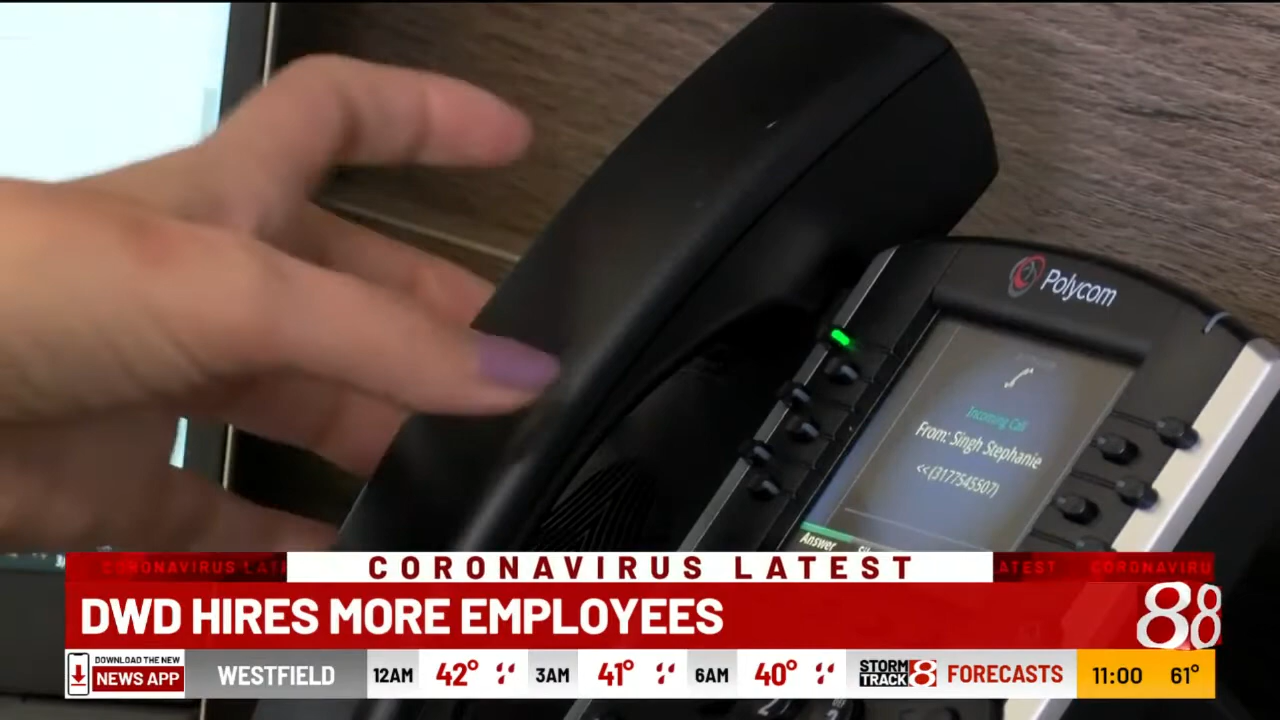 Polycom
Incoming Call
From: Singh Stephanie
<< (3177545507)
Answer
CORONAVIRUS LATEST
DWD HIRES MORE EMPLOYEES
88
DOWNLOAD THE NEW
NEWS APP
WESTFIELD
12AM 42° 3AM 41° 6AM 40°
STORM
TRACK 8
FORECASTS
11:00 61°